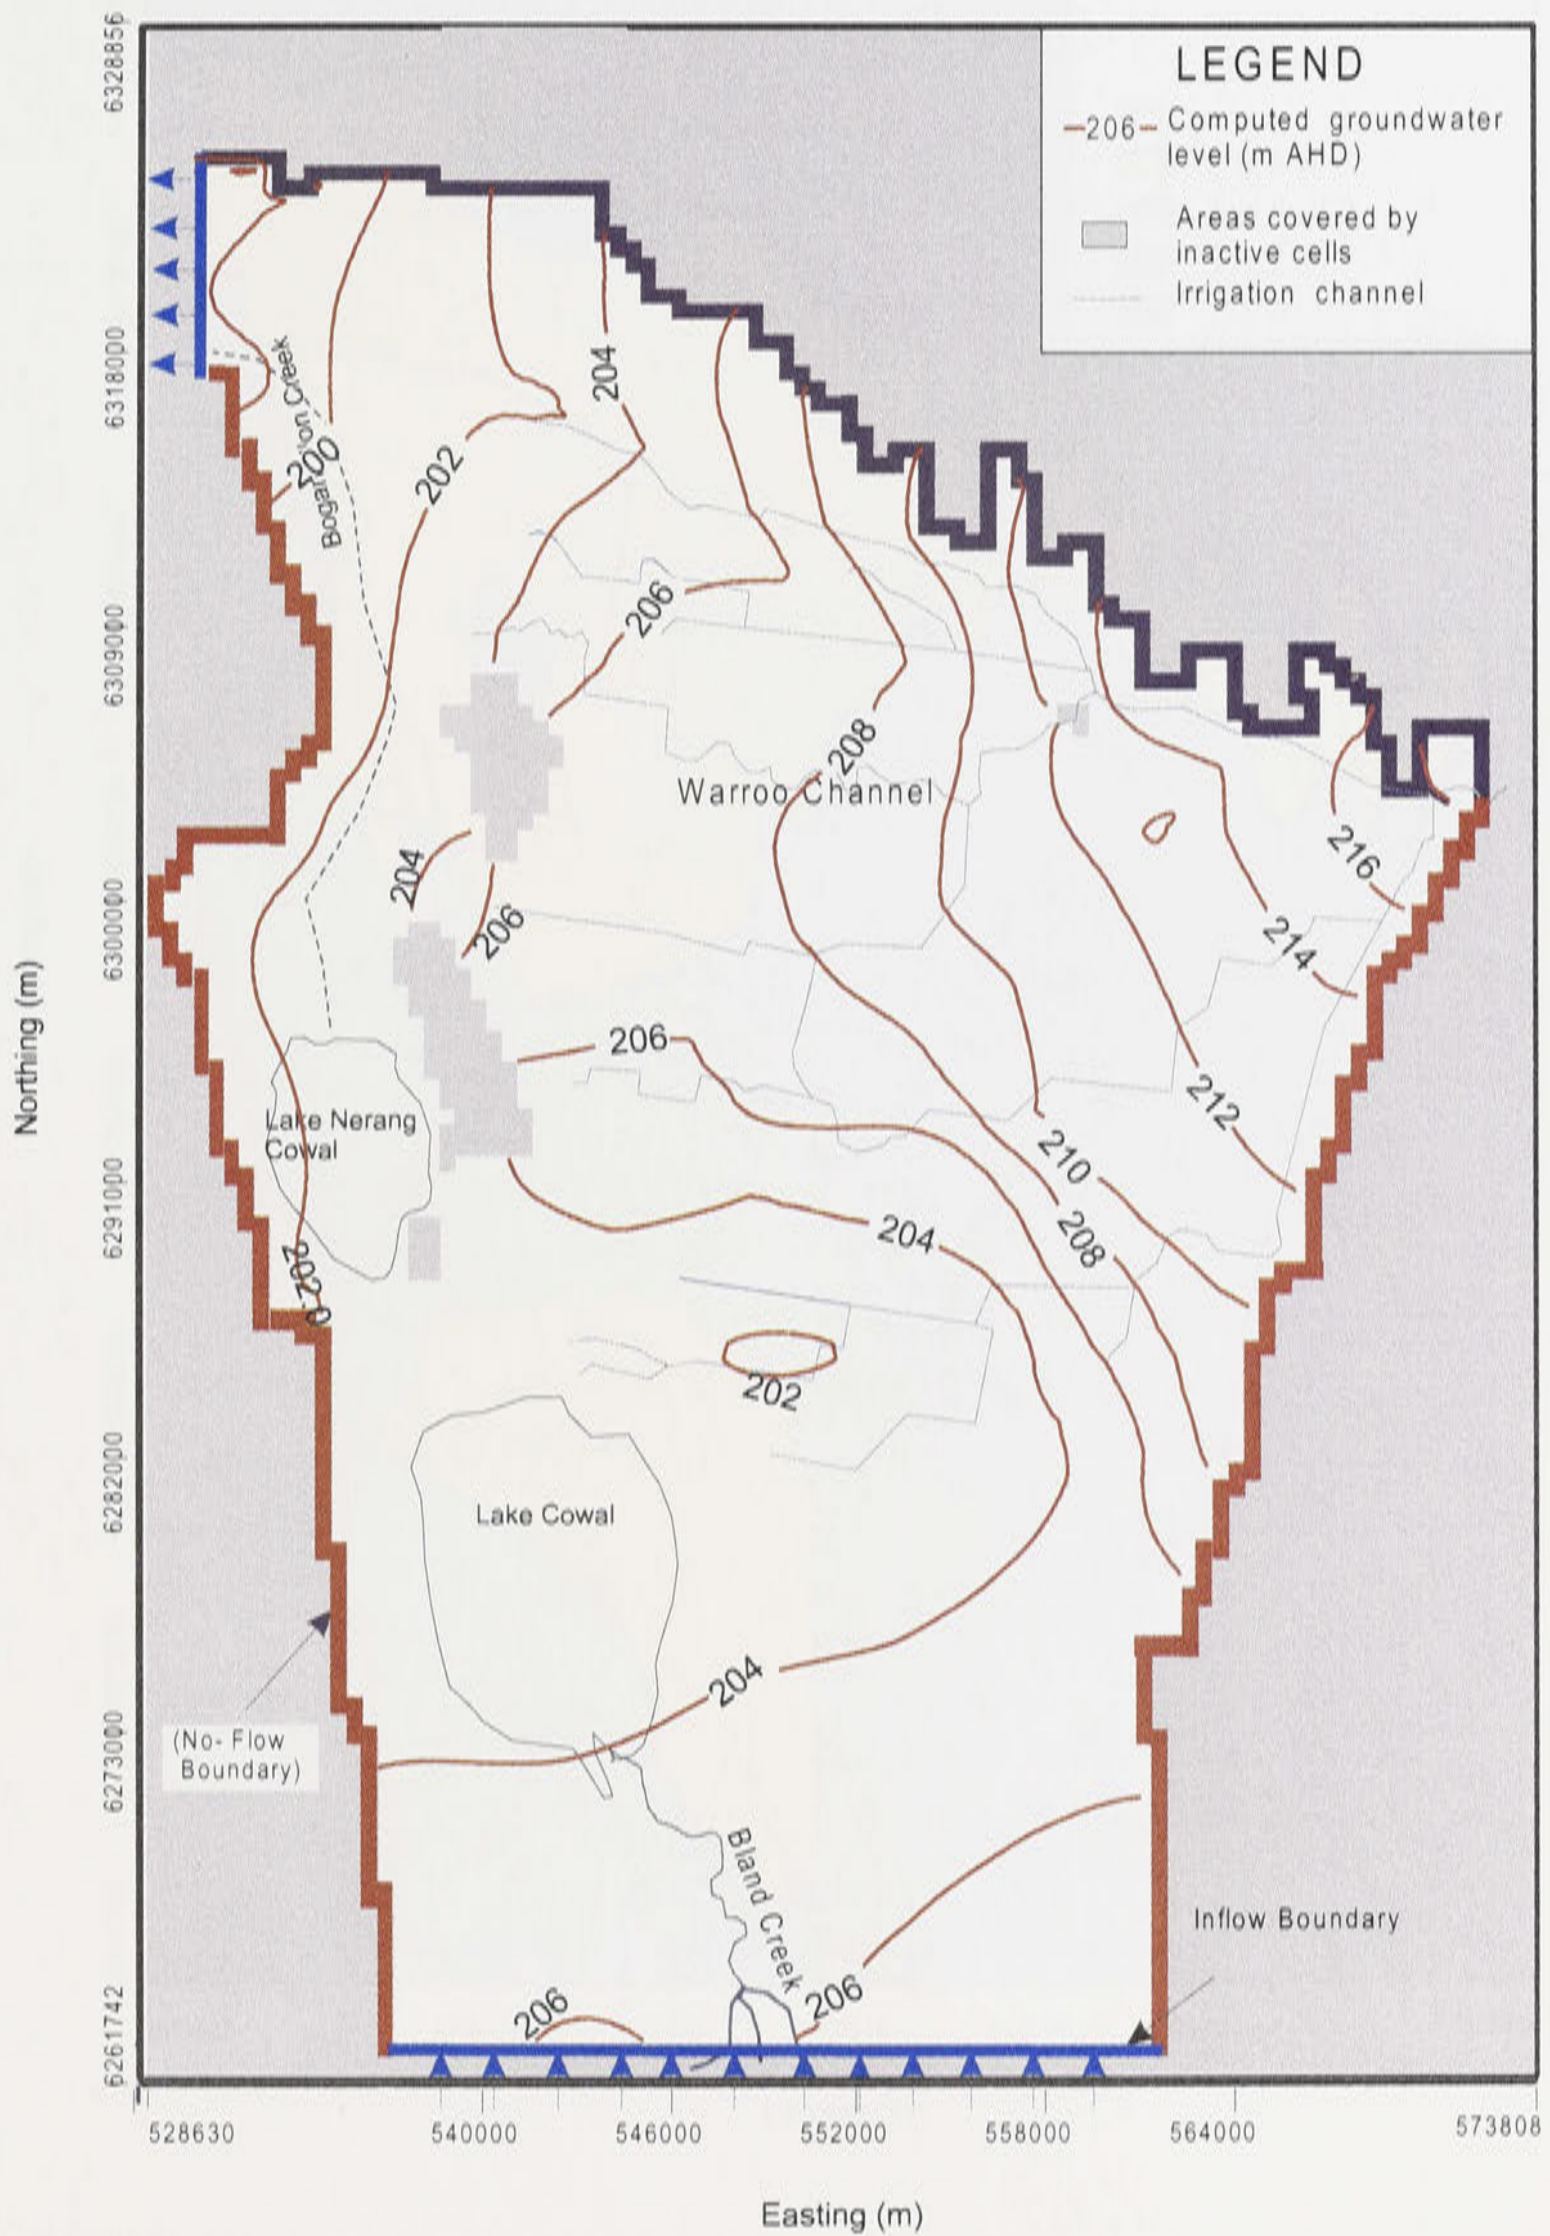 LEGEND
206 Computed groundwater
level (m AHD)
Areas covered by
inactive cells
Irrigation channel
6328856
6318000
6309000
6300000
6291000
6282000
6273000
6261742
Northing (m)
204
Creek
200
202
206
208
Warroo Channel
204
206
216
214
206
Lake Nerang
Cowal
212
210
204
208
202.0
202
Lake Cowal
204
(No-Flow
Boundary)
Bland Creek
Inflow Boundary
206
206
528630
540000
546000
552000
558000
564000
573808
Easting (m)